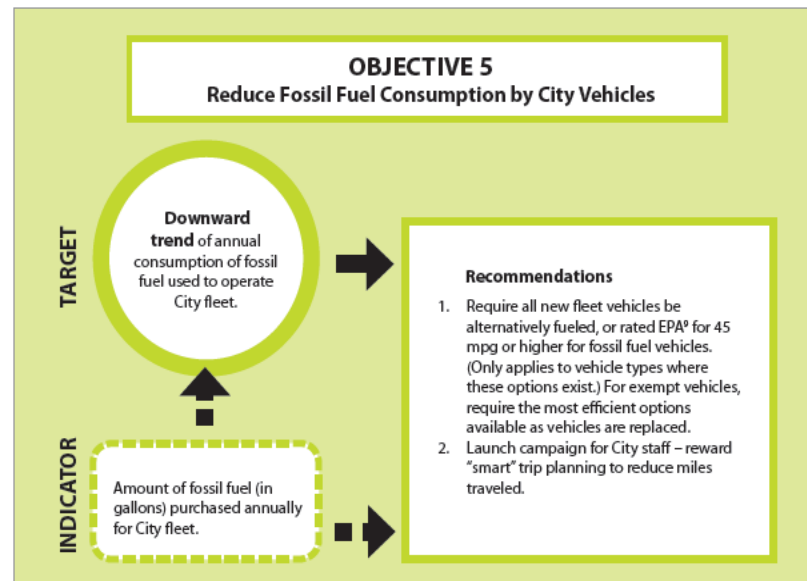 OBJECTIVE 5
Reduce Fossil Fuel Consumption by City Vehicles
TARGET
Downward
trend of annual
consumption of fossil
fuel used to operate
City fleet.
Recommendations
1. Require all new fleet vehicles be
alternatively fueled, or rated EPA⁹ for 45
mpg or higher for fossil fuel vehicles.
(Only applies to vehicle types where
these options exist.) For exempt vehicles,
require the most efficient options
available as vehicles are replaced.
2. Launch campaign for City staff – reward
“smart” trip planning to reduce miles
traveled.
INDICATOR
Amount of fossil fuel (in
gallons) purchased annually
for City fleet.